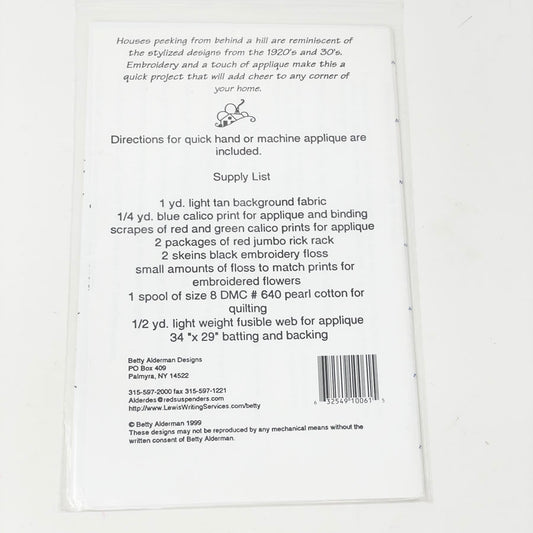 Houses peeking from behind a hill are reminiscent of
the stylized designs from the 1920's and 30's.
Embroidery and a touch of applique make this a
quick project that will add cheer to any corner of
your home.
Directions for quick hand or machine applique are
included.
Supply List
1 yd. light tan background fabric
1/4 yd. blue calico print for applique and binding
scrapes of red and green calico prints for applique
2 packages of red jumbo rick rack
2 skeins black embroidery floss
small amounts of floss to match prints for
embroidered flowers
1 spool of size 8 DMC # 640 pearl cotton for
quilting
1/2 yd. light weight fusible web for applique
34 "x 29" batting and backing
Betty Alderman Designs
PO Box 409
Palmyra, NY 14522
315-597-2000 fax 315-597-1221
Alderdes@redsuspenders.com
http://www.LewisWritingServices.com/betty
6 32549 10061 5
© Betty Alderman 1999
These designs may not be reproduced by any mechanical means without the
written consent of Betty Alderman.